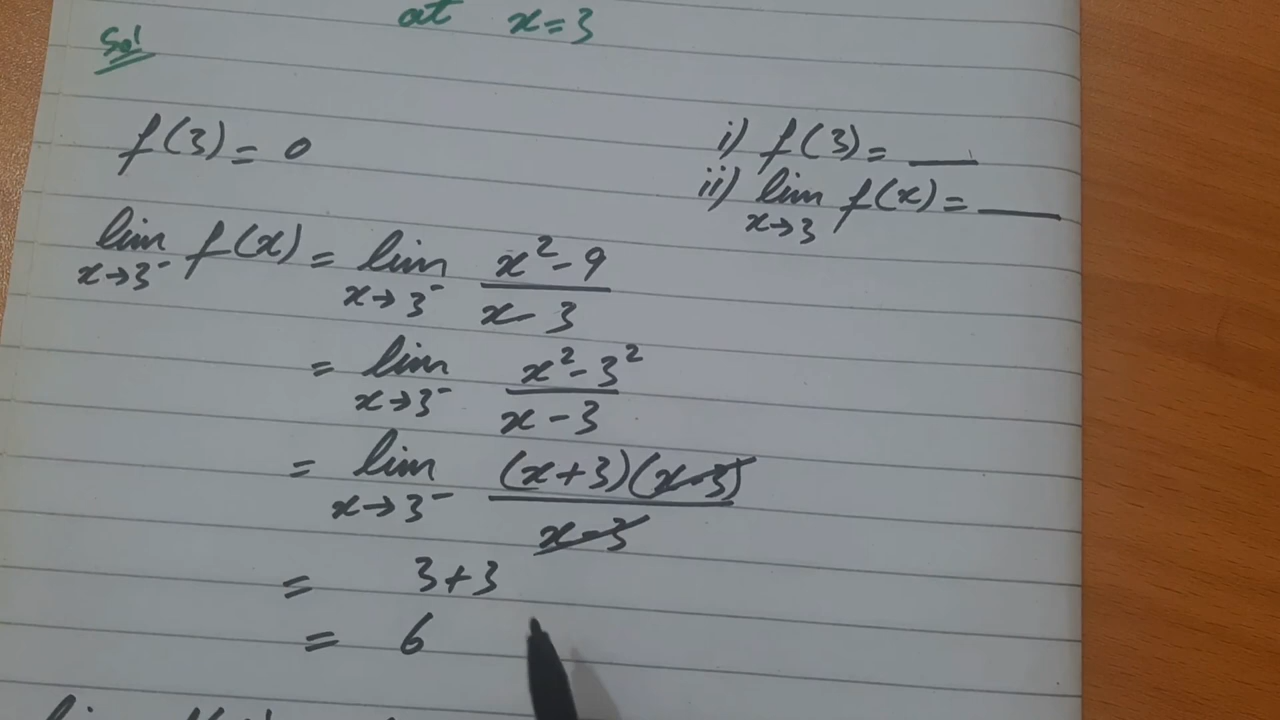 at x=3
Sol
f(3) = 0
i) f(3) = ___
ii) lim x→3 f(x) = ___
lim x→3⁻ f(x) = lim x→3⁻ (x²-9)/(x-3)
= lim x→3⁻ (x²-3²)/(x-3)
= lim x→3⁻ (x+3)(x-3)/(x-3)
= 3+3
= 6